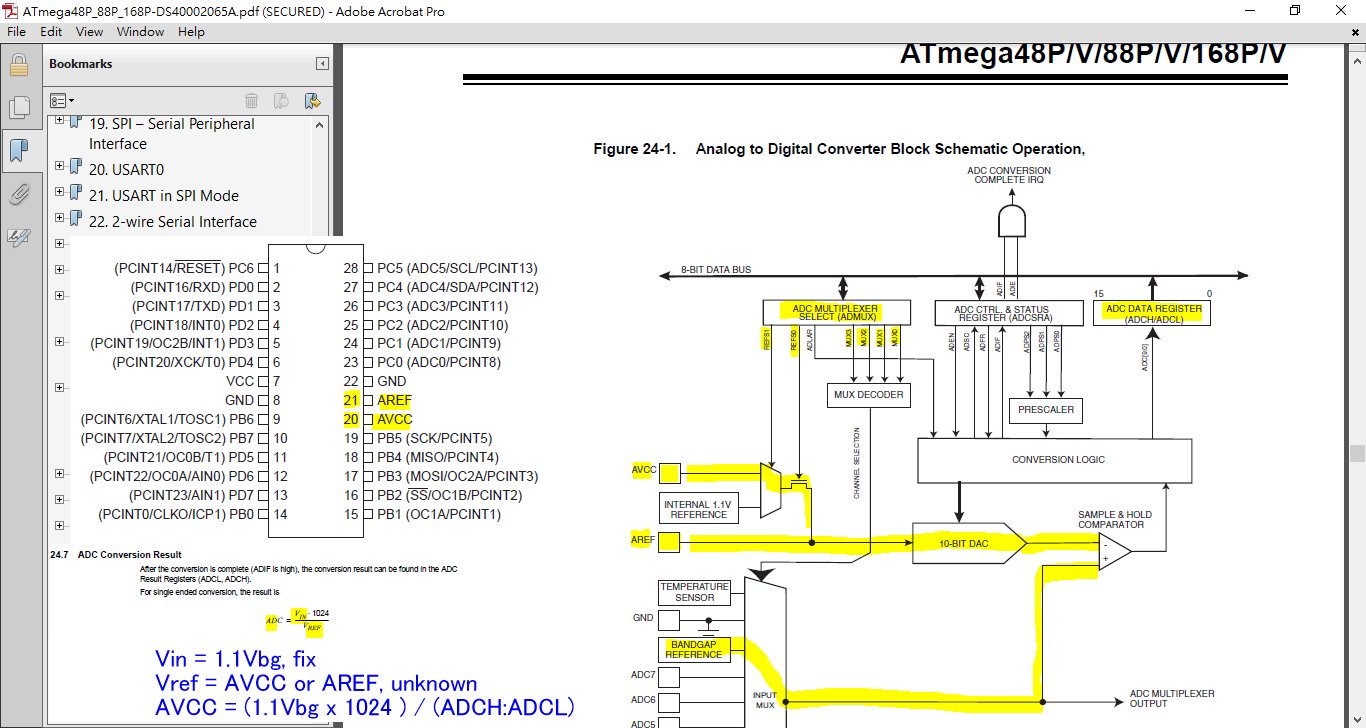 ATmega48P_88P_168P-DS40002065A.pdf (SECURED) - Adobe Acrobat Pro
File Edit View Window Help
Bookmarks
19. SPI – Serial Peripheral
Interface
20. USART0
21. USART in SPI Mode
22. 2-wire Serial Interface
(PCINT14/RESET) PC6 1
(PCINT16/RXD) PD0 2
(PCINT17/TXD) PD1 3
(PCINT18/INT0) PD2 4
(PCINT19/OC2B/INT1) PD3 5
(PCINT20/XCK/T0) PD4 6
VCC 7
GND 8
(PCINT6/XTAL1/TOSC1) PB6 9
(PCINT7/XTAL2/TOSC2) PB7 10
(PCINT21/OC0B/T1) PD5 11
(PCINT22/OC0A/AIN0) PD6 12
(PCINT23/AIN1) PD7 13
(PCINT0/CLKO/ICP1) PB0 14
28 PC5 (ADC5/SCL/PCINT13)
27 PC4 (ADC4/SDA/PCINT12)
26 PC3 (ADC3/PCINT11)
25 PC2 (ADC2/PCINT10)
24 PC1 (ADC1/PCINT9)
23 PC0 (ADC0/PCINT8)
22 GND
21 AREF
20 AVCC
19 PB5 (SCK/PCINT5)
18 PB4 (MISO/PCINT4)
17 PB3 (MOSI/OC2A/PCINT3)
16 PB2 (SS/OC1B/PCINT2)
15 PB1 (OC1A/PCINT1)
24.7 ADC Conversion Result
After the conversion is complete (ADIF is high), the conversion result can be found in the ADC
Result Registers (ADCL, ADCH).
For single ended conversion, the result is
ADC = VIN · 1024
VREF
Vin = 1.1Vbg, fix
Vref = AVCC or AREF, unknown
AVCC = (1.1Vbg x 1024 ) / (ADCH:ADCL)
ATmega48P/V/88P/V/168P/V
Figure 24-1. Analog to Digital Converter Block Schematic Operation,
ADC CONVERSION
COMPLETE IRQ
8-BIT DATA BUS
ADIF
ADIE
15 0
ADC MULTIPLEXER
SELECT (ADMUX)
ADC CTRL. & STATUS
REGISTER (ADCSRA)
ADC DATA REGISTER
(ADCH/ADCL)
REFS1
REFS0
ADLAR
MUX3
MUX2
MUX1
MUX0
ADEN
ADSC
ADFR
ADIF
ADPS2
ADPS1
ADPS0
ADC[9:0]
MUX DECODER
PRESCALER
CHANNEL SELECTION
CONVERSION LOGIC
AVCC
INTERNAL 1.1V
REFERENCE
SAMPLE & HOLD
COMPARATOR
AREF
10-BIT DAC
-
+
TEMPERATURE
SENSOR
GND
BANDGAP
REFERENCE
ADC7
ADC6
ADC5
INPUT
MUX
ADC MULTIPLEXER
OUTPUT